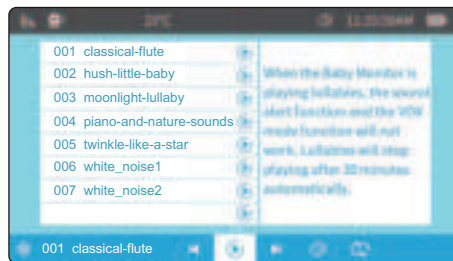 001 classical-flute
002 hush-little-baby
003 moonlight-lullaby
004 piano-and-nature-sounds
005 twinkle-like-a-star
006 white_noise1
007 white_noise2
When the Baby Monitor is
playing lullabies, the sound
alert function and the VOX
mode function will not
work. Lullabies will stop
playing after 30 minutes
automatically.
001 classical-flute